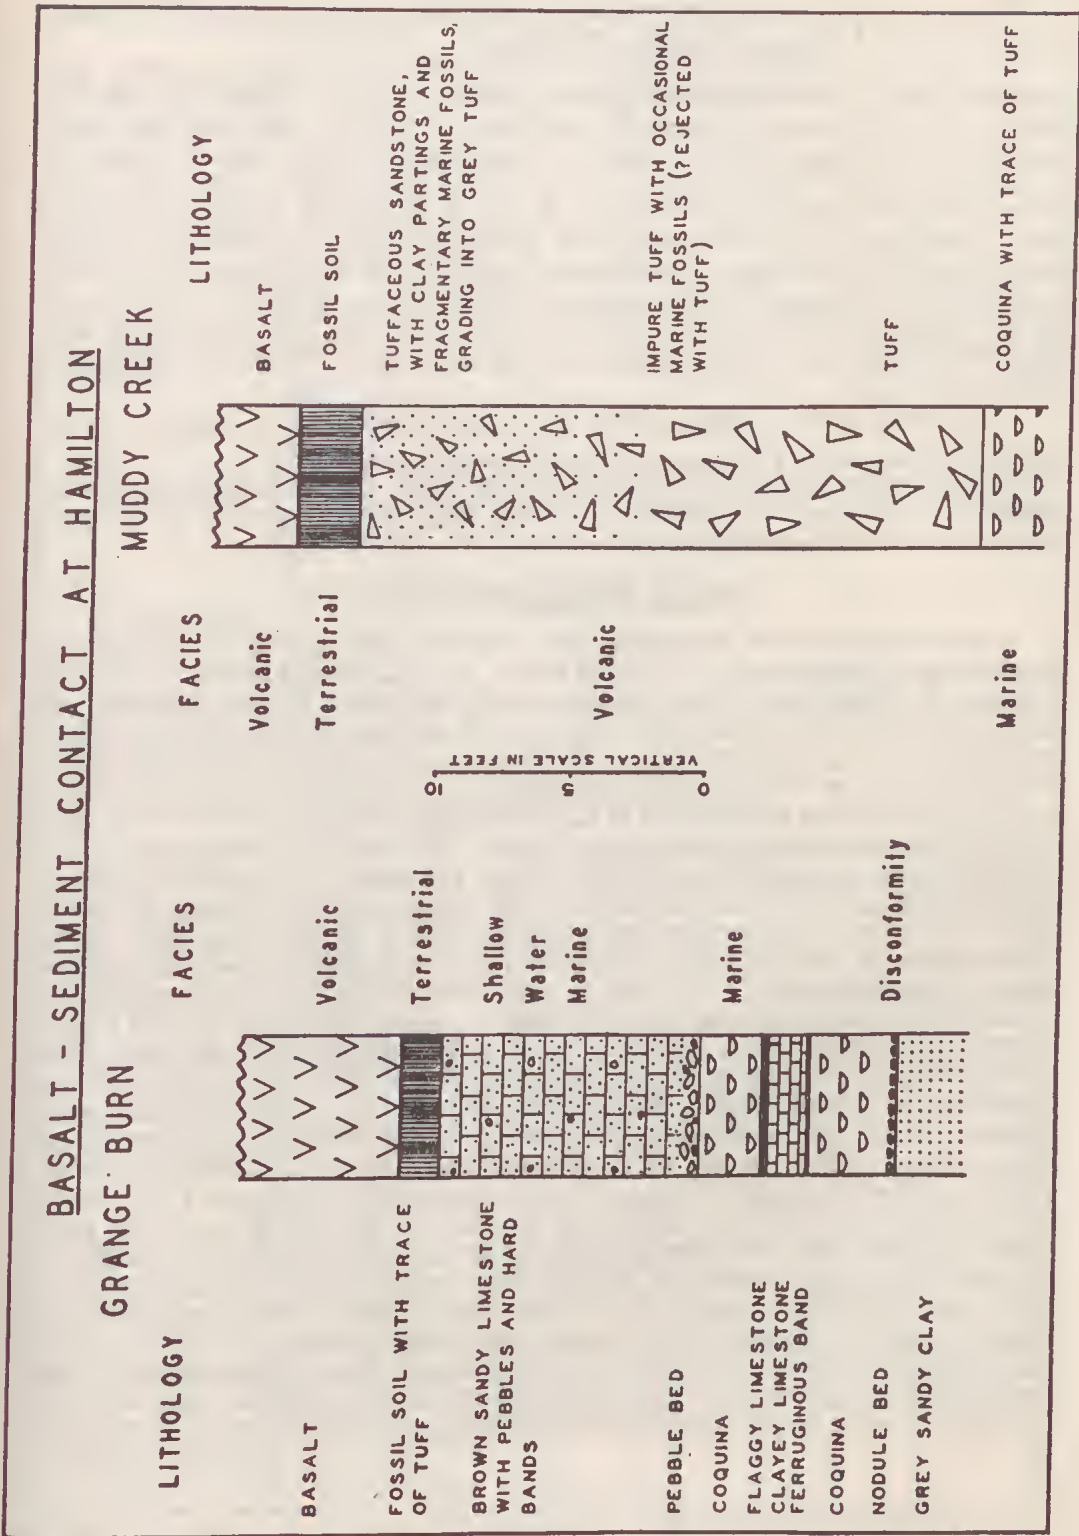 BASALT - SEDIMENT CONTACT AT HAMILTON
GRANGE BURN
LITHOLOGY
FACIES
BASALT
Volcanic
FOSSIL SOIL WITH TRACE
OF TUFF
Terrestrial
BROWN SANDY LIMESTONE
WITH PEBBLES AND HARD
BANDS
Shallow
Water
Marine
PEBBLE BED
COQUINA
Marine
FLAGGY LIMESTONE
CLAYEY LIMESTONE
FERRUGINOUS BAND
COQUINA
NODULE BED
Disconformity
GREY SANDY CLAY
10
5
0
VERTICAL SCALE IN FEET
MUDDY CREEK
FACIES
LITHOLOGY
Volcanic
BASALT
Terrestrial
FOSSIL SOIL
TUFFACEOUS SANDSTONE,
WITH CLAY PARTINGS AND
FRAGMENTARY MARINE FOSSILS,
GRADING INTO GREY TUFF
Volcanic
IMPURE TUFF WITH OCCASIONAL
MARINE FOSSILS (?EJECTED
WITH TUFF)
TUFF
Marine
COQUINA WITH TRACE OF TUFF